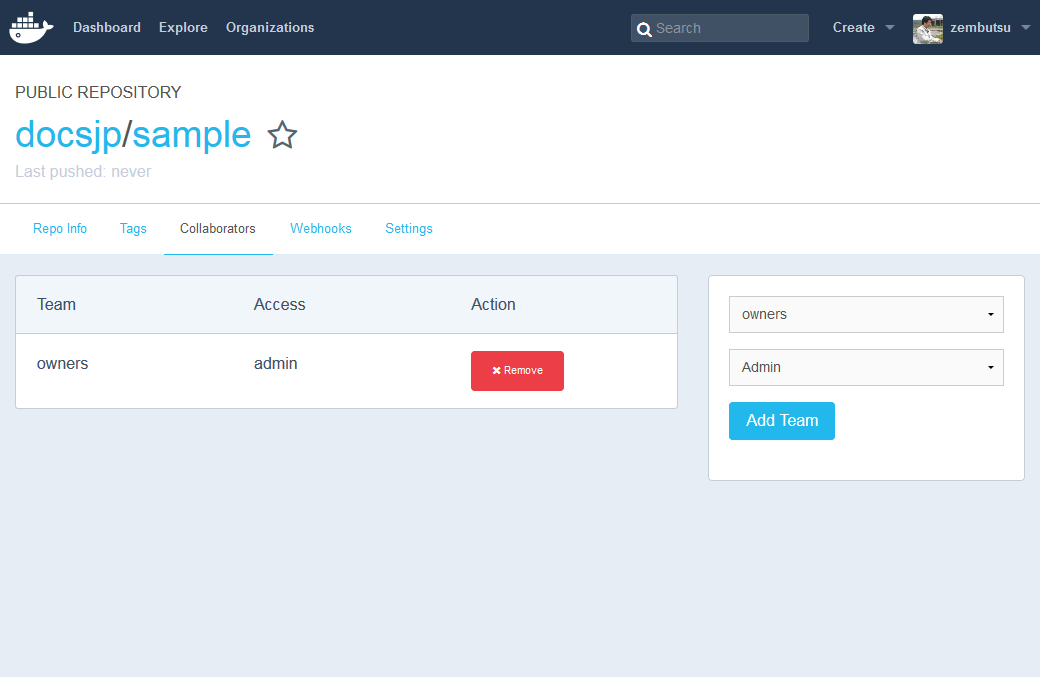 Dashboard Explore Organizations Search Create zembutsu
PUBLIC REPOSITORY
docsjp/sample
Last pushed: never
Repo Info Tags Collaborators Webhooks Settings
Team Access Action
owners admin Remove
owners
Admin
Add Team